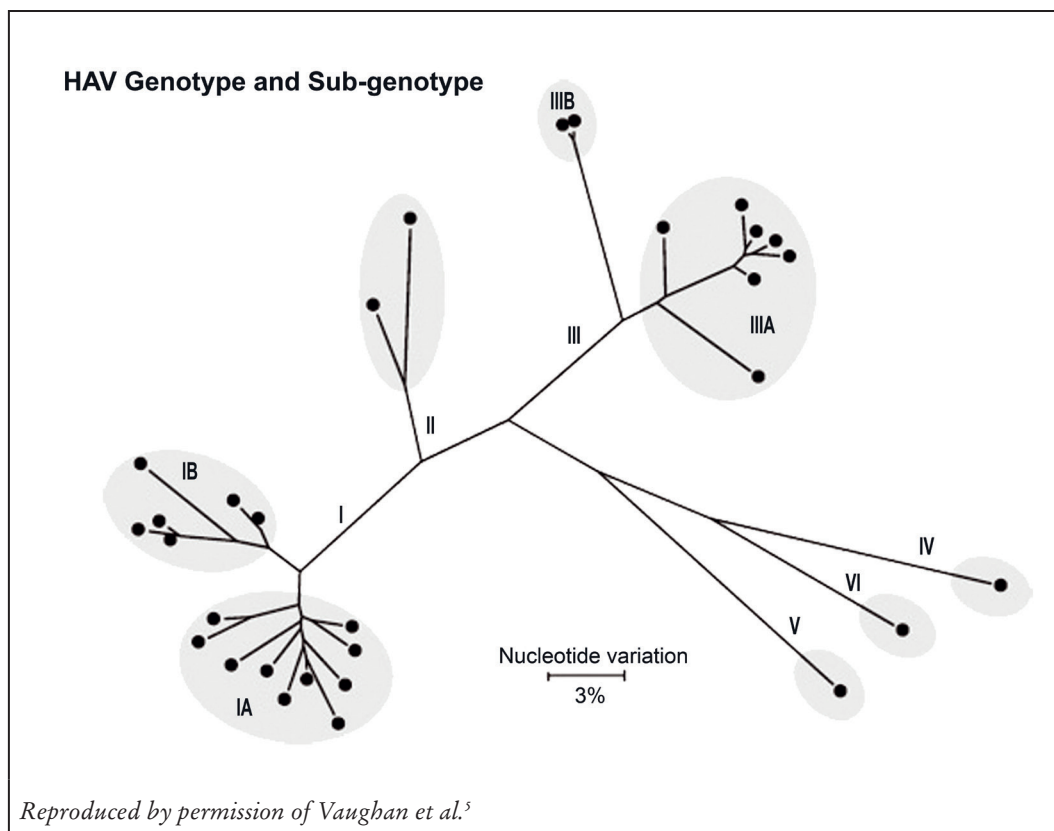 HAV Genotype and Sub-genotype
IIIB
IIIA
III
II
IB
I
IV
VI
V
Nucleotide variation
3%
IA
Reproduced by permission of Vaughan et al.⁵